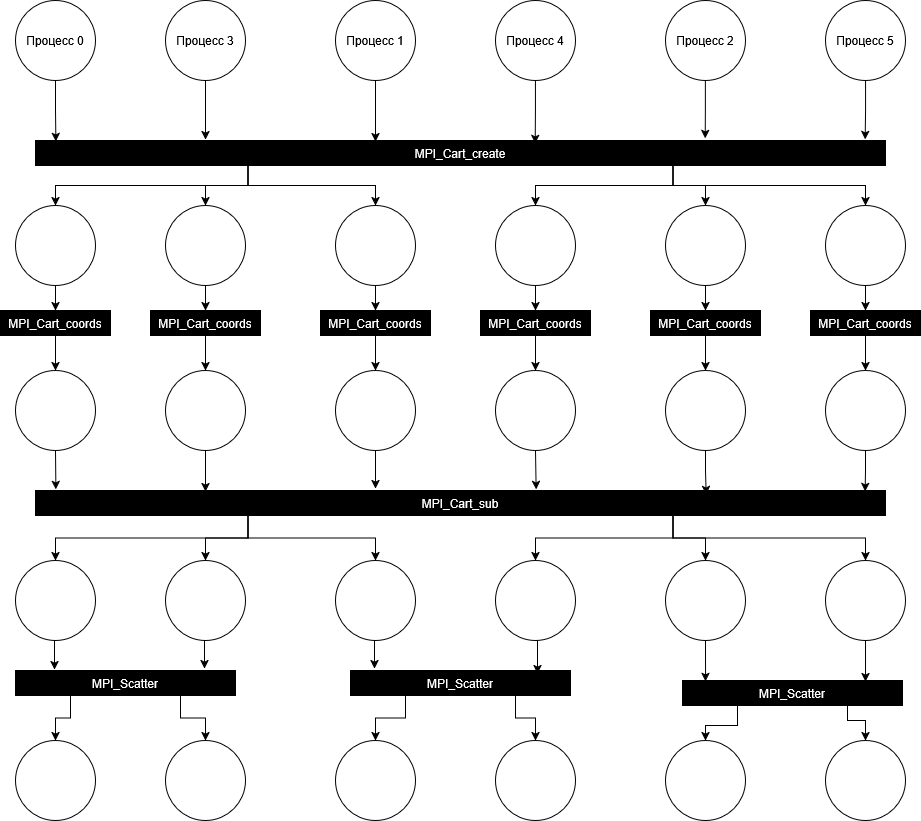 Процесс 0
Процесс 3
Процесс 1
Процесс 4
Процесс 2
Процесс 5
MPI_Cart_create
MPI_Cart_coords
MPI_Cart_coords
MPI_Cart_coords
MPI_Cart_coords
MPI_Cart_coords
MPI_Cart_coords
MPI_Cart_sub
MPI_Scatter
MPI_Scatter
MPI_Scatter